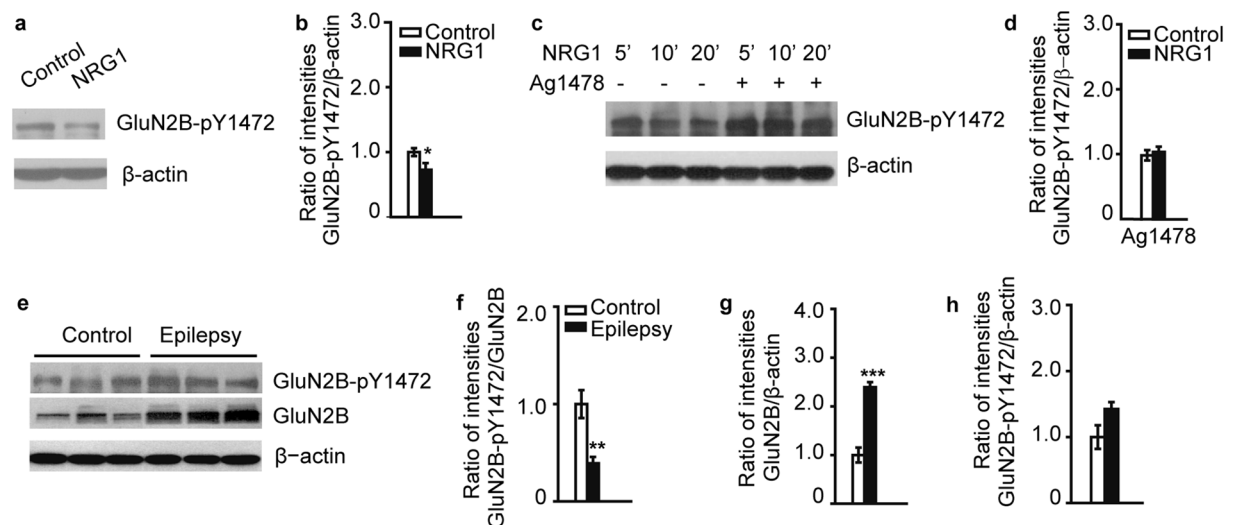 a
Control
NRG1
GluN2B-pY1472
β-actin
b
Ratio of intensities
GluN2B-pY1472/β-actin
3.0
2.0
1.0
0
Control
NRG1
*
c
NRG1 5’ 10’ 20’ 5’ 10’ 20’
Ag1478 - - - + + +
GluN2B-pY1472
β-actin
d
Ratio of intensities
GluN2B-pY1472/β−actin
3.0
2.0
1.0
0
Control
NRG1
Ag1478
e
Control Epilepsy
GluN2B-pY1472
GluN2B
β−actin
f
Ratio of intensities
GluN2B-pY1472/GluN2B
2.0
1.0
0
Control
Epilepsy
**
g
Ratio of intensities
GluN2B/β-actin
4.0
3.0
2.0
1.0
0
***
h
Ratio of intensities
GluN2B-pY1472/β-actin
3.0
2.0
1.0
0